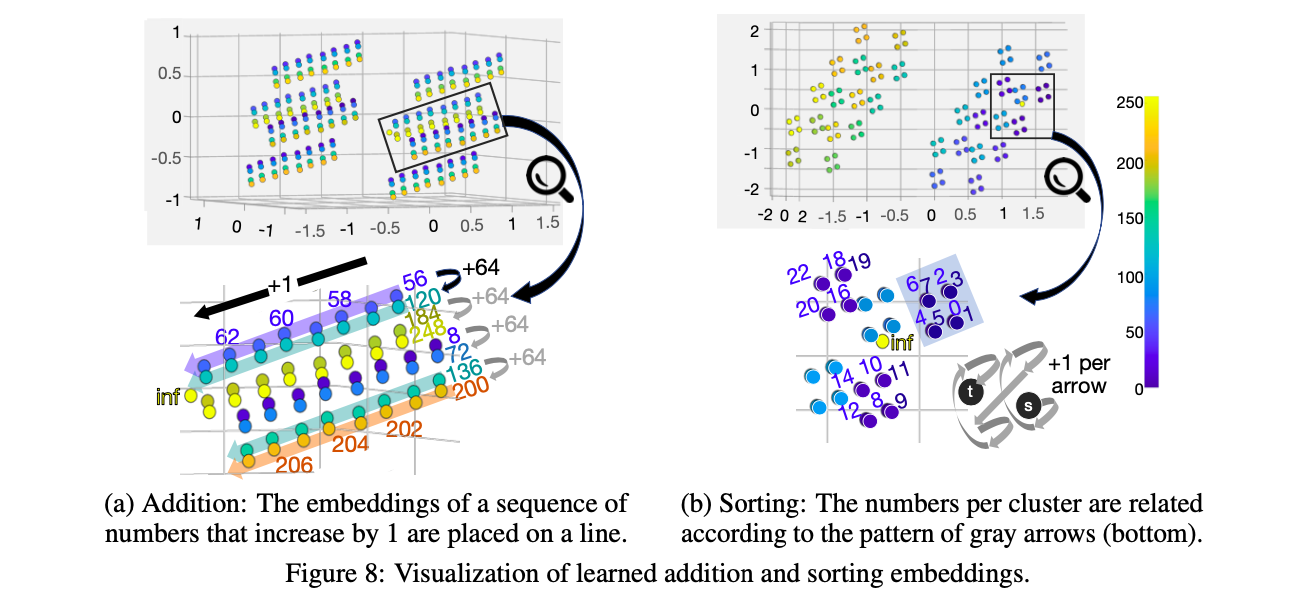 1
0.5
0
-0.5
-1
1 0 -1 -1.5 -1 -0.5 0 0.5 1 1.5
+1
56
+64
58
120
+64
60
184
62
248
+64
8
72
+64
136
inf
200
202
204
206
2
1
0
-1
-2
-2 0 2 -1.5 -1 -0.5 0 0.5 1 1.5
250
200
150
100
50
0
22 18 19
20 16
6 7 2 3
4 5 0 1
inf
14 10 11
12 8 9
t
s
+1 per
arrow
(a) Addition: The embeddings of a sequence of
numbers that increase by 1 are placed on a line.
(b) Sorting: The numbers per cluster are related
according to the pattern of gray arrows (bottom).
Figure 8: Visualization of learned addition and sorting embeddings.